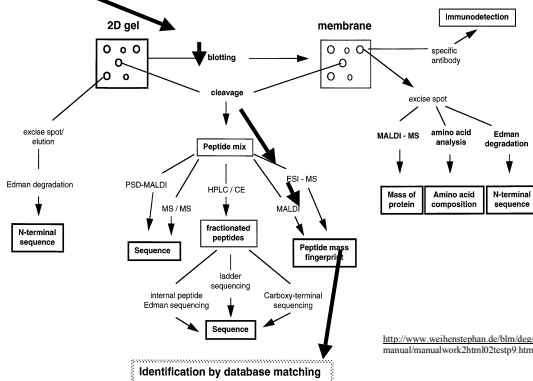 2D gel
membrane
Immunodetection
blotting
specific
antibody
cleavage
excise spot
excise spot/
elution
MALDI - MS
amino acid
analysis
Edman
degradation
Peptide mix
Edman degradation
PSD-MALDI
HPLC / CE
ESI - MS
MS / MS
MALDI
Mass of
protein
Amino acid
composition
N-terminal
sequence
N-terminal
sequence
Sequence
fractionated
peptides
Peptide mass
fingerprint
ladder
sequencing
internal peptide
Edman sequencing
Carboxy-terminal
sequencing
Sequence
http://www.weihenstephan.de/blm/deg/
manual/manualwork2html02testp9.htm
Identification by database matching